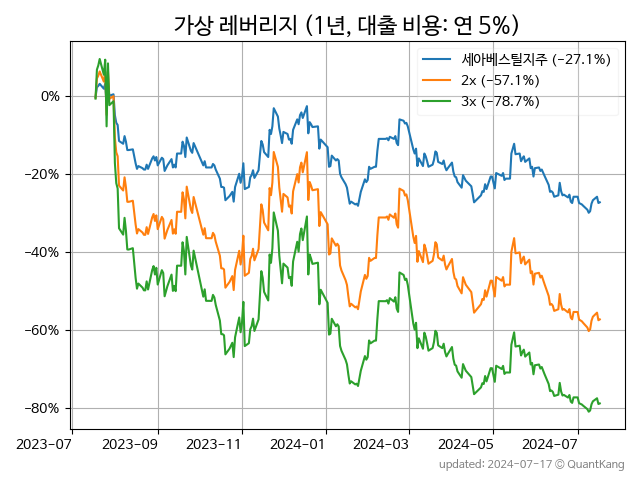 가상 레버리지 (1년, 대출 비용: 연 5%)
세아베스틸지주 (−27.1%)
2x (−57.1%)
3x (−78.7%)
0%
−20%
−40%
−60%
−80%
2023−07 2023−09 2023−11 2024−01 2024−03 2024−05 2024−07
updated: 2024-07-17 © QuantKang